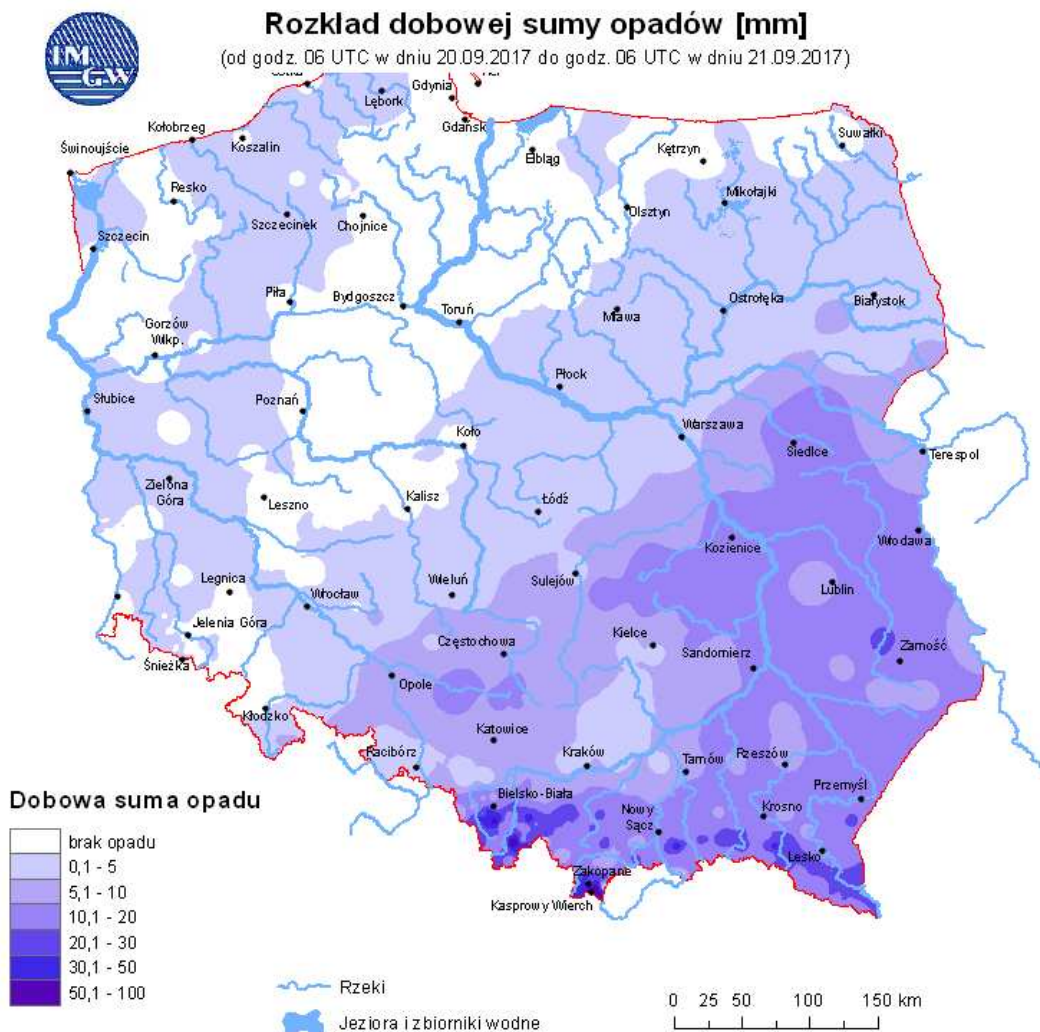 Rozkład dobowej sumy opadów [mm]
(od godz. 06 UTC w dniu 20.09.2017 do godz. 06 UTC w dniu 21.09.2017)
IM
GW
Lębork
Gdynia
Gdańsk
Kołobrzeg
Koszalin
Suwałki
Świnoujście
Elbląg
Kętrzyn
Resko
Mikołajki
Szczecinek
Chojnice
Olsztyn
Szczecin
Piła
Bydgoszcz
Toruń
Mława
Ostrołęka
Białystok
Gorzów
Wlkp.
Płock
Słubice
Poznań
Koło
Warszawa
Siedlce
Terespol
Zielona
Góra
Leszno
Kalisz
Łódź
Kozienice
Włodawa
Legnica
Wrocław
Wieluń
Sulejów
Lublin
Jelenia Góra
Częstochowa
Kielce
Sandomierz
Zamość
Śnieżka
Opole
Kłodzko
Katowice
Racibórz
Kraków
Tarnów
Rzeszów
Przemyśl
Bielsko-Biała
Nowy
Sącz
Krosno
Lesko
Zakopane
Kasprowy Wierch
Dobowa suma opadu
brak opadu
0,1 - 5
5,1 - 10
10,1 - 20
20,1 - 30
30,1 - 50
50,1 - 100
Rzeki
Jeziora i zbiorniki wodne
0 25 50 100 150 km